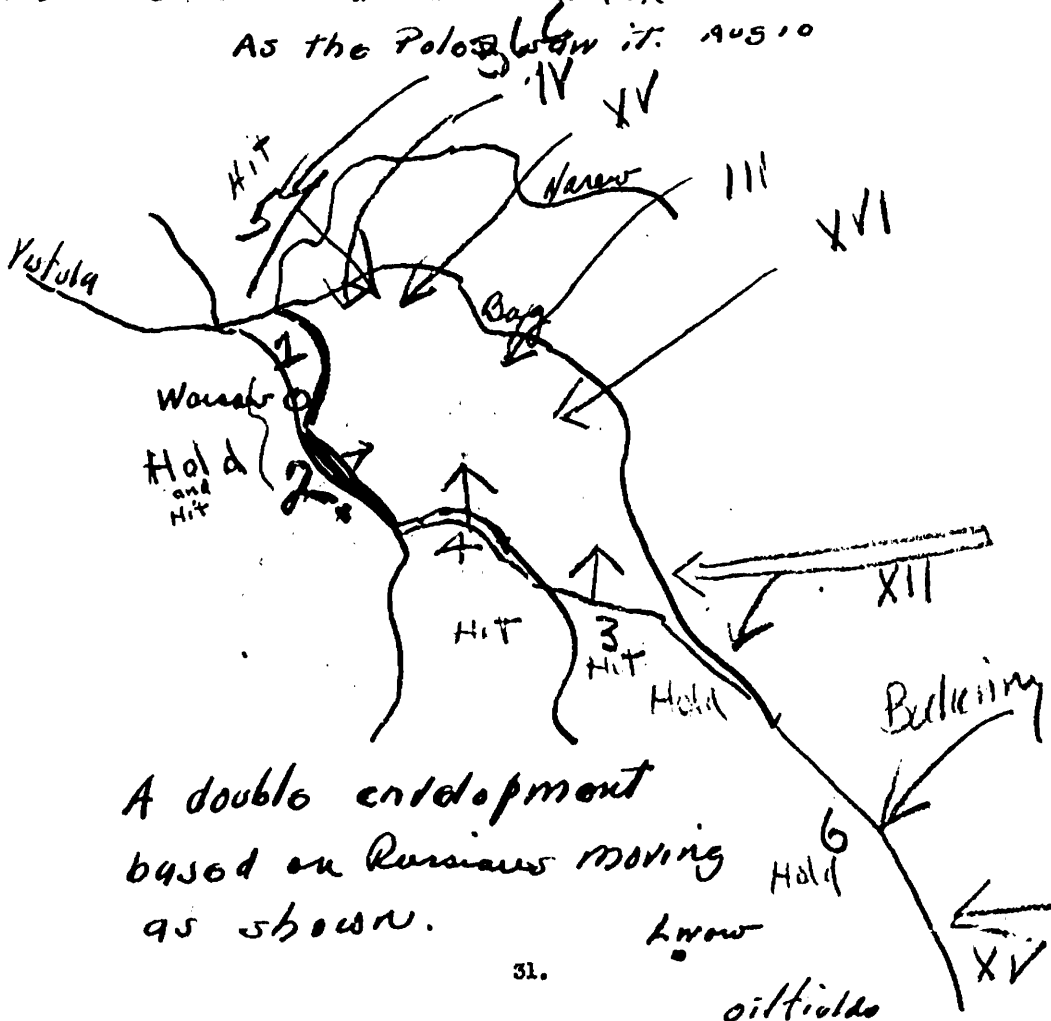 As the Poles saw it. Aug 10
IV
XV
Hit
5
Narew
III
XVI
Vistula
Bug
1
Warsaw
Hold
and
Hit
2
4
XII
Hit
3
Hit
Hold
A double envelopment
based on Russians moving
as shown.
6
Hold
Lwow
XV
31.
oilfields